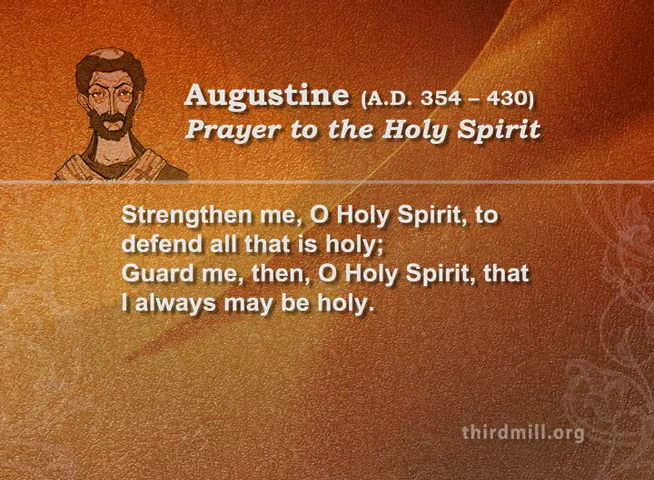 Augustine (A.D. 354 – 430)
Prayer to the Holy Spirit
Strengthen me, O Holy Spirit, to
defend all that is holy;
Guard me, then, O Holy Spirit, that
I always may be holy.
thirdmill.org